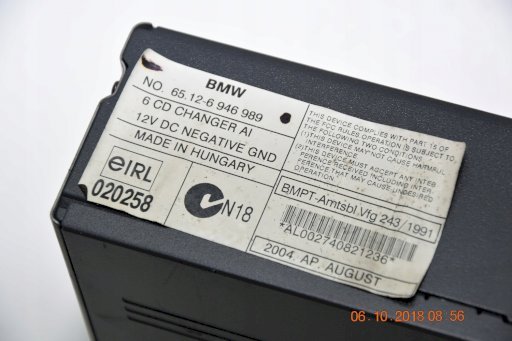 BMW
NO. 65.12-6 946 989
6 CD CHANGER AI
12V DC NEGATIVE GND
MADE IN HUNGARY
eIRL
020258
N18
THIS DEVICE COMPLIES WITH PART 15 OF
THE FCC RULES OPERATION IS SUBJECT TO
THE FOLLOWING TWO CONDITIONS.
(1)THIS DEVICE MAY NOT CAUSE HARMFUL
INTERFERENCE, AND
(2)THIS DEVICE MUST ACCEPT ANY INTER
FERENCE RECEIVED INCLUDING INTER
FERENCE THAT MAY CAUSE UNDESIRED
OPERATION.
BMPT-Amtsbl.Vfg 243/1991
*AL002740821236*
2004. AP. AUGUST
06.10.2018 08:56